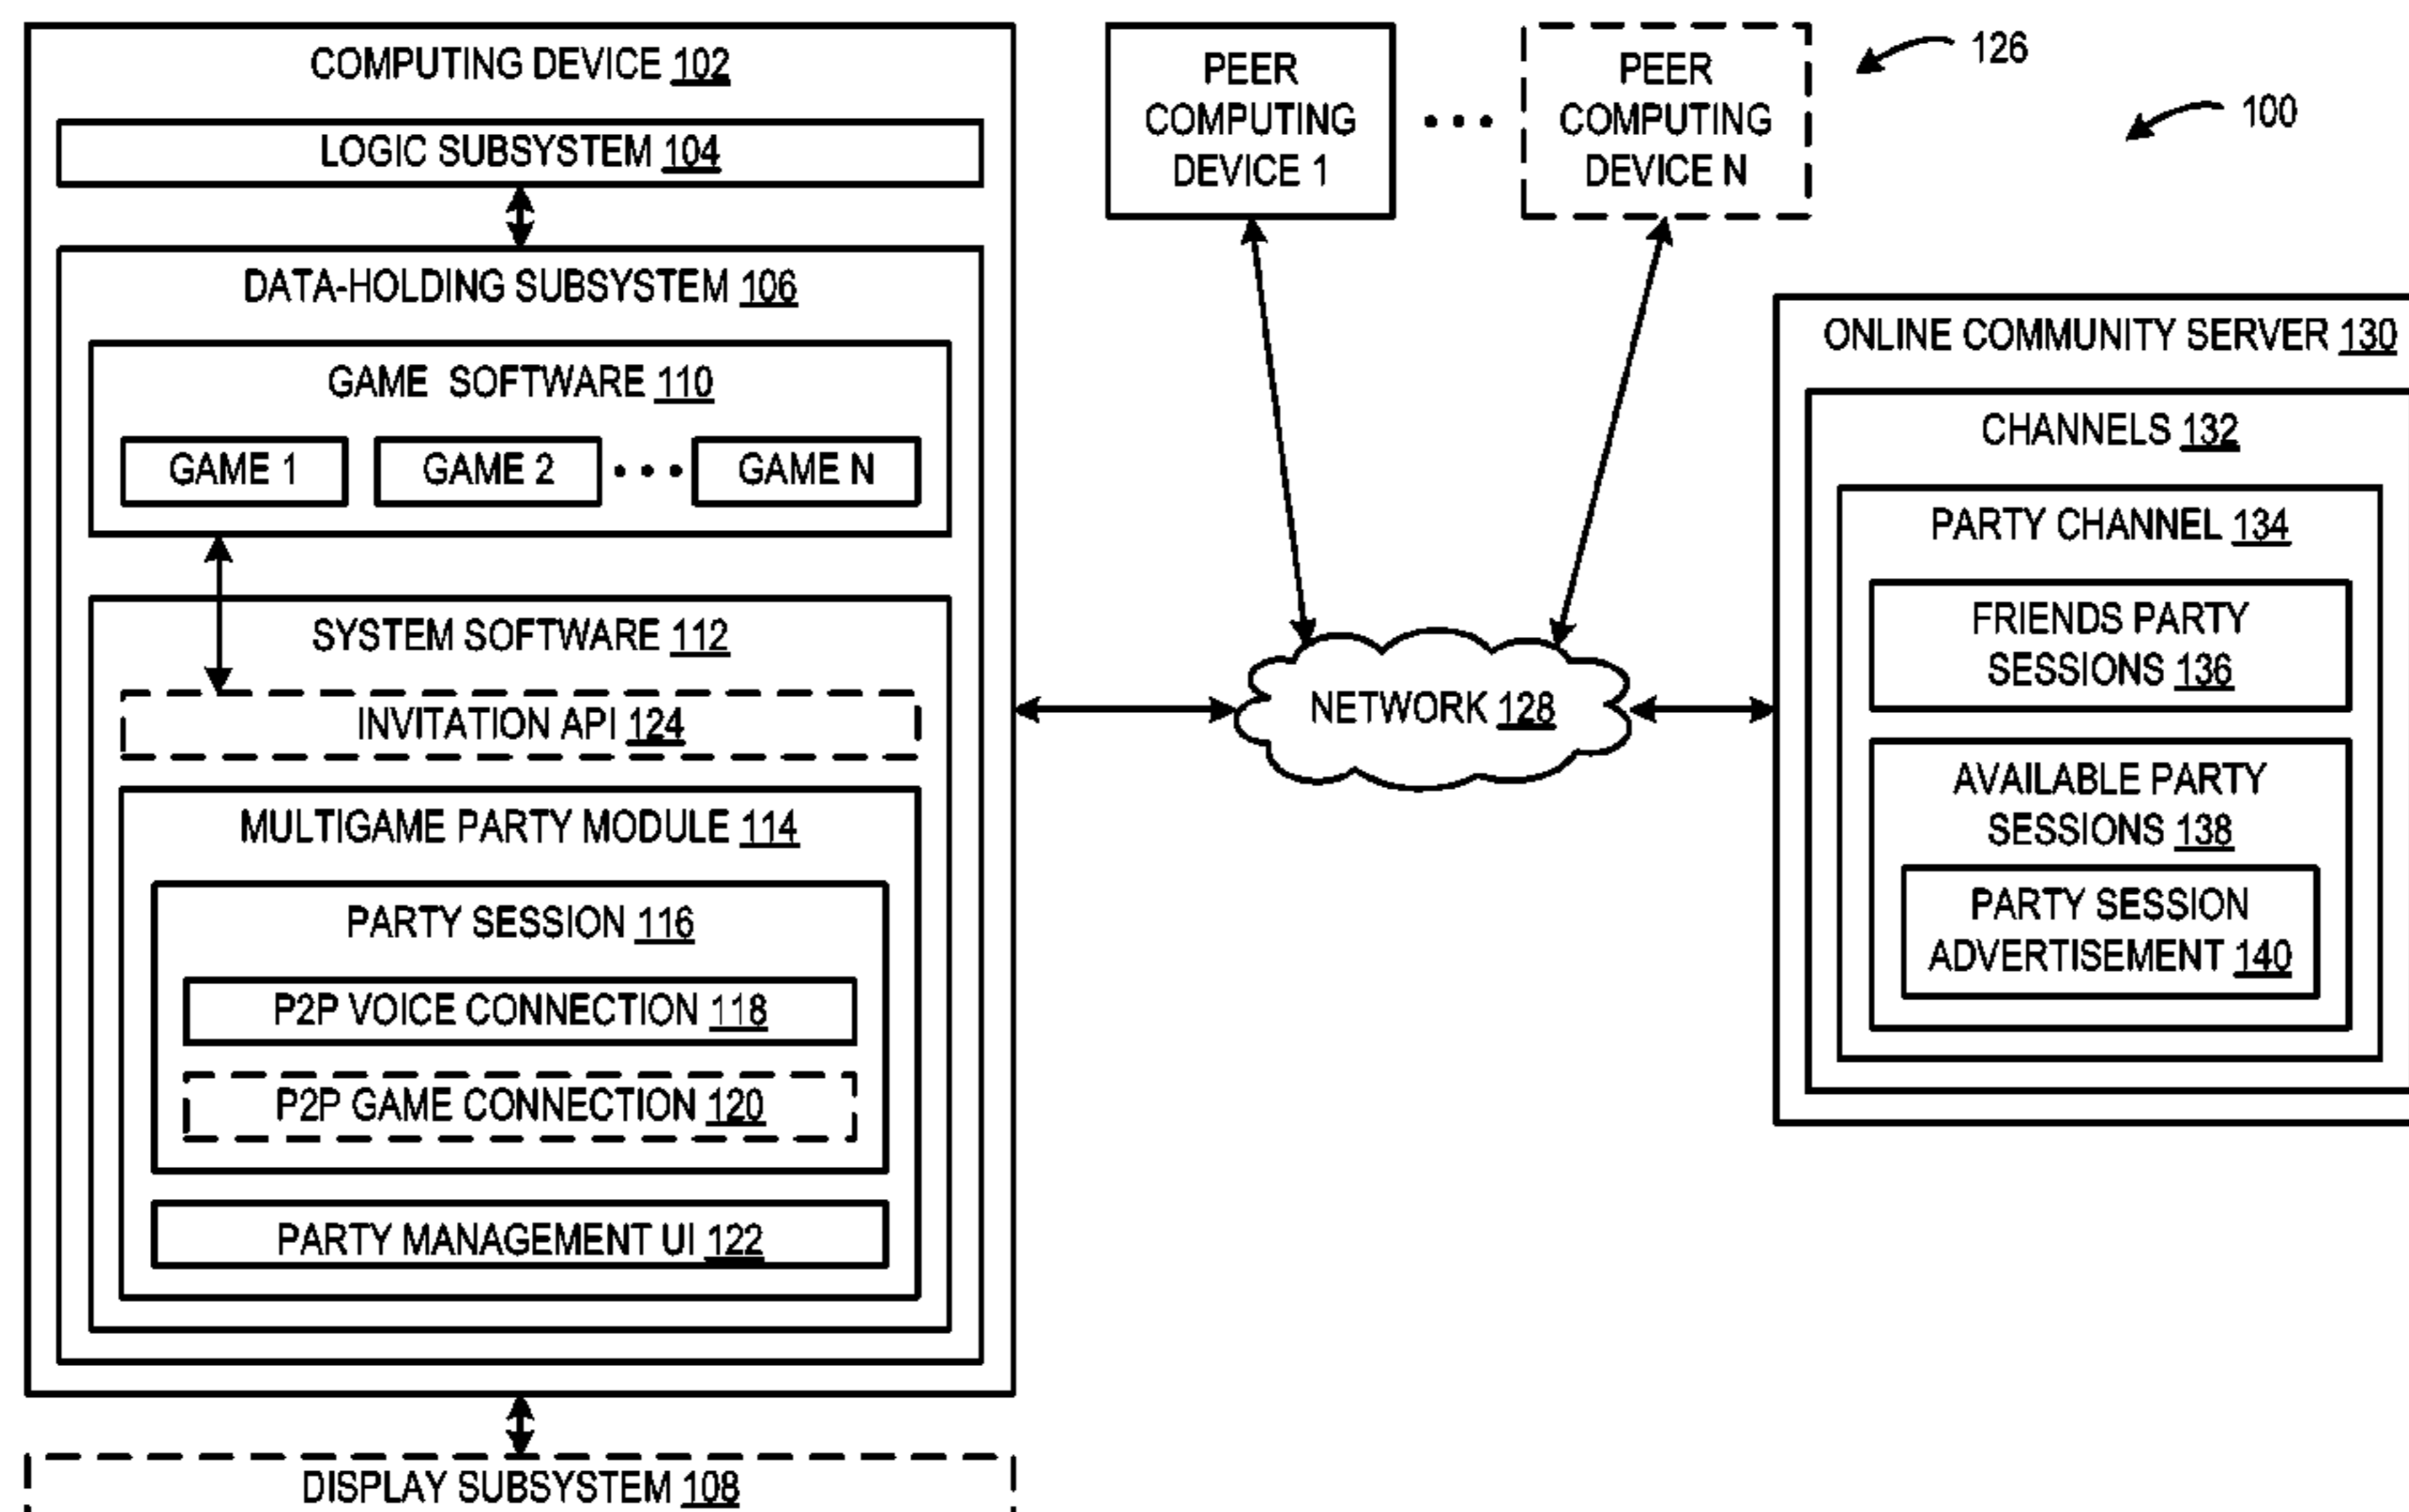 COMPUTING DEVICE 102
LOGIC SUBSYSTEM 104
DATA-HOLDING SUBSYSTEM 106
GAME SOFTWARE 110
GAME 1
GAME 2
GAME N
SYSTEM SOFTWARE 112
INVITATION API 124
MULTIGAME PARTY MODULE 114
PARTY SESSION 116
P2P VOICE CONNECTION 118
P2P GAME CONNECTION 120
PARTY MANAGEMENT UI 122
DISPLAY SUBSYSTEM 108
PEER
COMPUTING
DEVICE 1
PEER
COMPUTING
DEVICE N
126
100
NETWORK 128
ONLINE COMMUNITY SERVER 130
CHANNELS 132
PARTY CHANNEL 134
FRIENDS PARTY
SESSIONS 136
AVAILABLE PARTY
SESSIONS 138
PARTY SESSION
ADVERTISEMENT 140